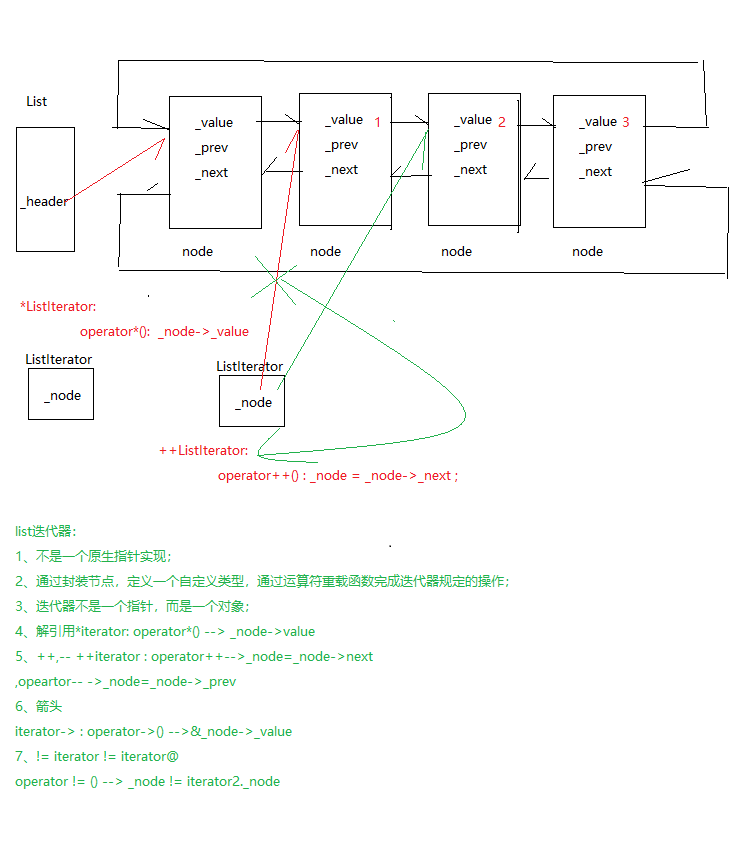 List
_header
_value
_prev
_next
node
_value 1
_prev
_next
node
_value 2
_prev
_next
node
_value 3
_prev
_next
node
*ListIterator:
operator*(): _node->_value
ListIterator
_node
ListIterator
_node
++ListIterator:
operator++() : _node = _node->_next ;
list迭代器：
1、不是一个原生指针实现；
2、通过封装节点，定义一个自定义类型，通过运算符重载函数完成迭代器规定的操作；
3、迭代器不是一个指针，而是一个对象；
4、解引用*iterator: operator*() --> _node->value
5、++,-- ++iterator : operator++-->_node=_node->next
,opeartor-- ->_node=_node->_prev
6、箭头
iterator-> : operator->() -->&_node->_value
7、!= iterator != iterator@
operator != () --> _node != iterator2._node